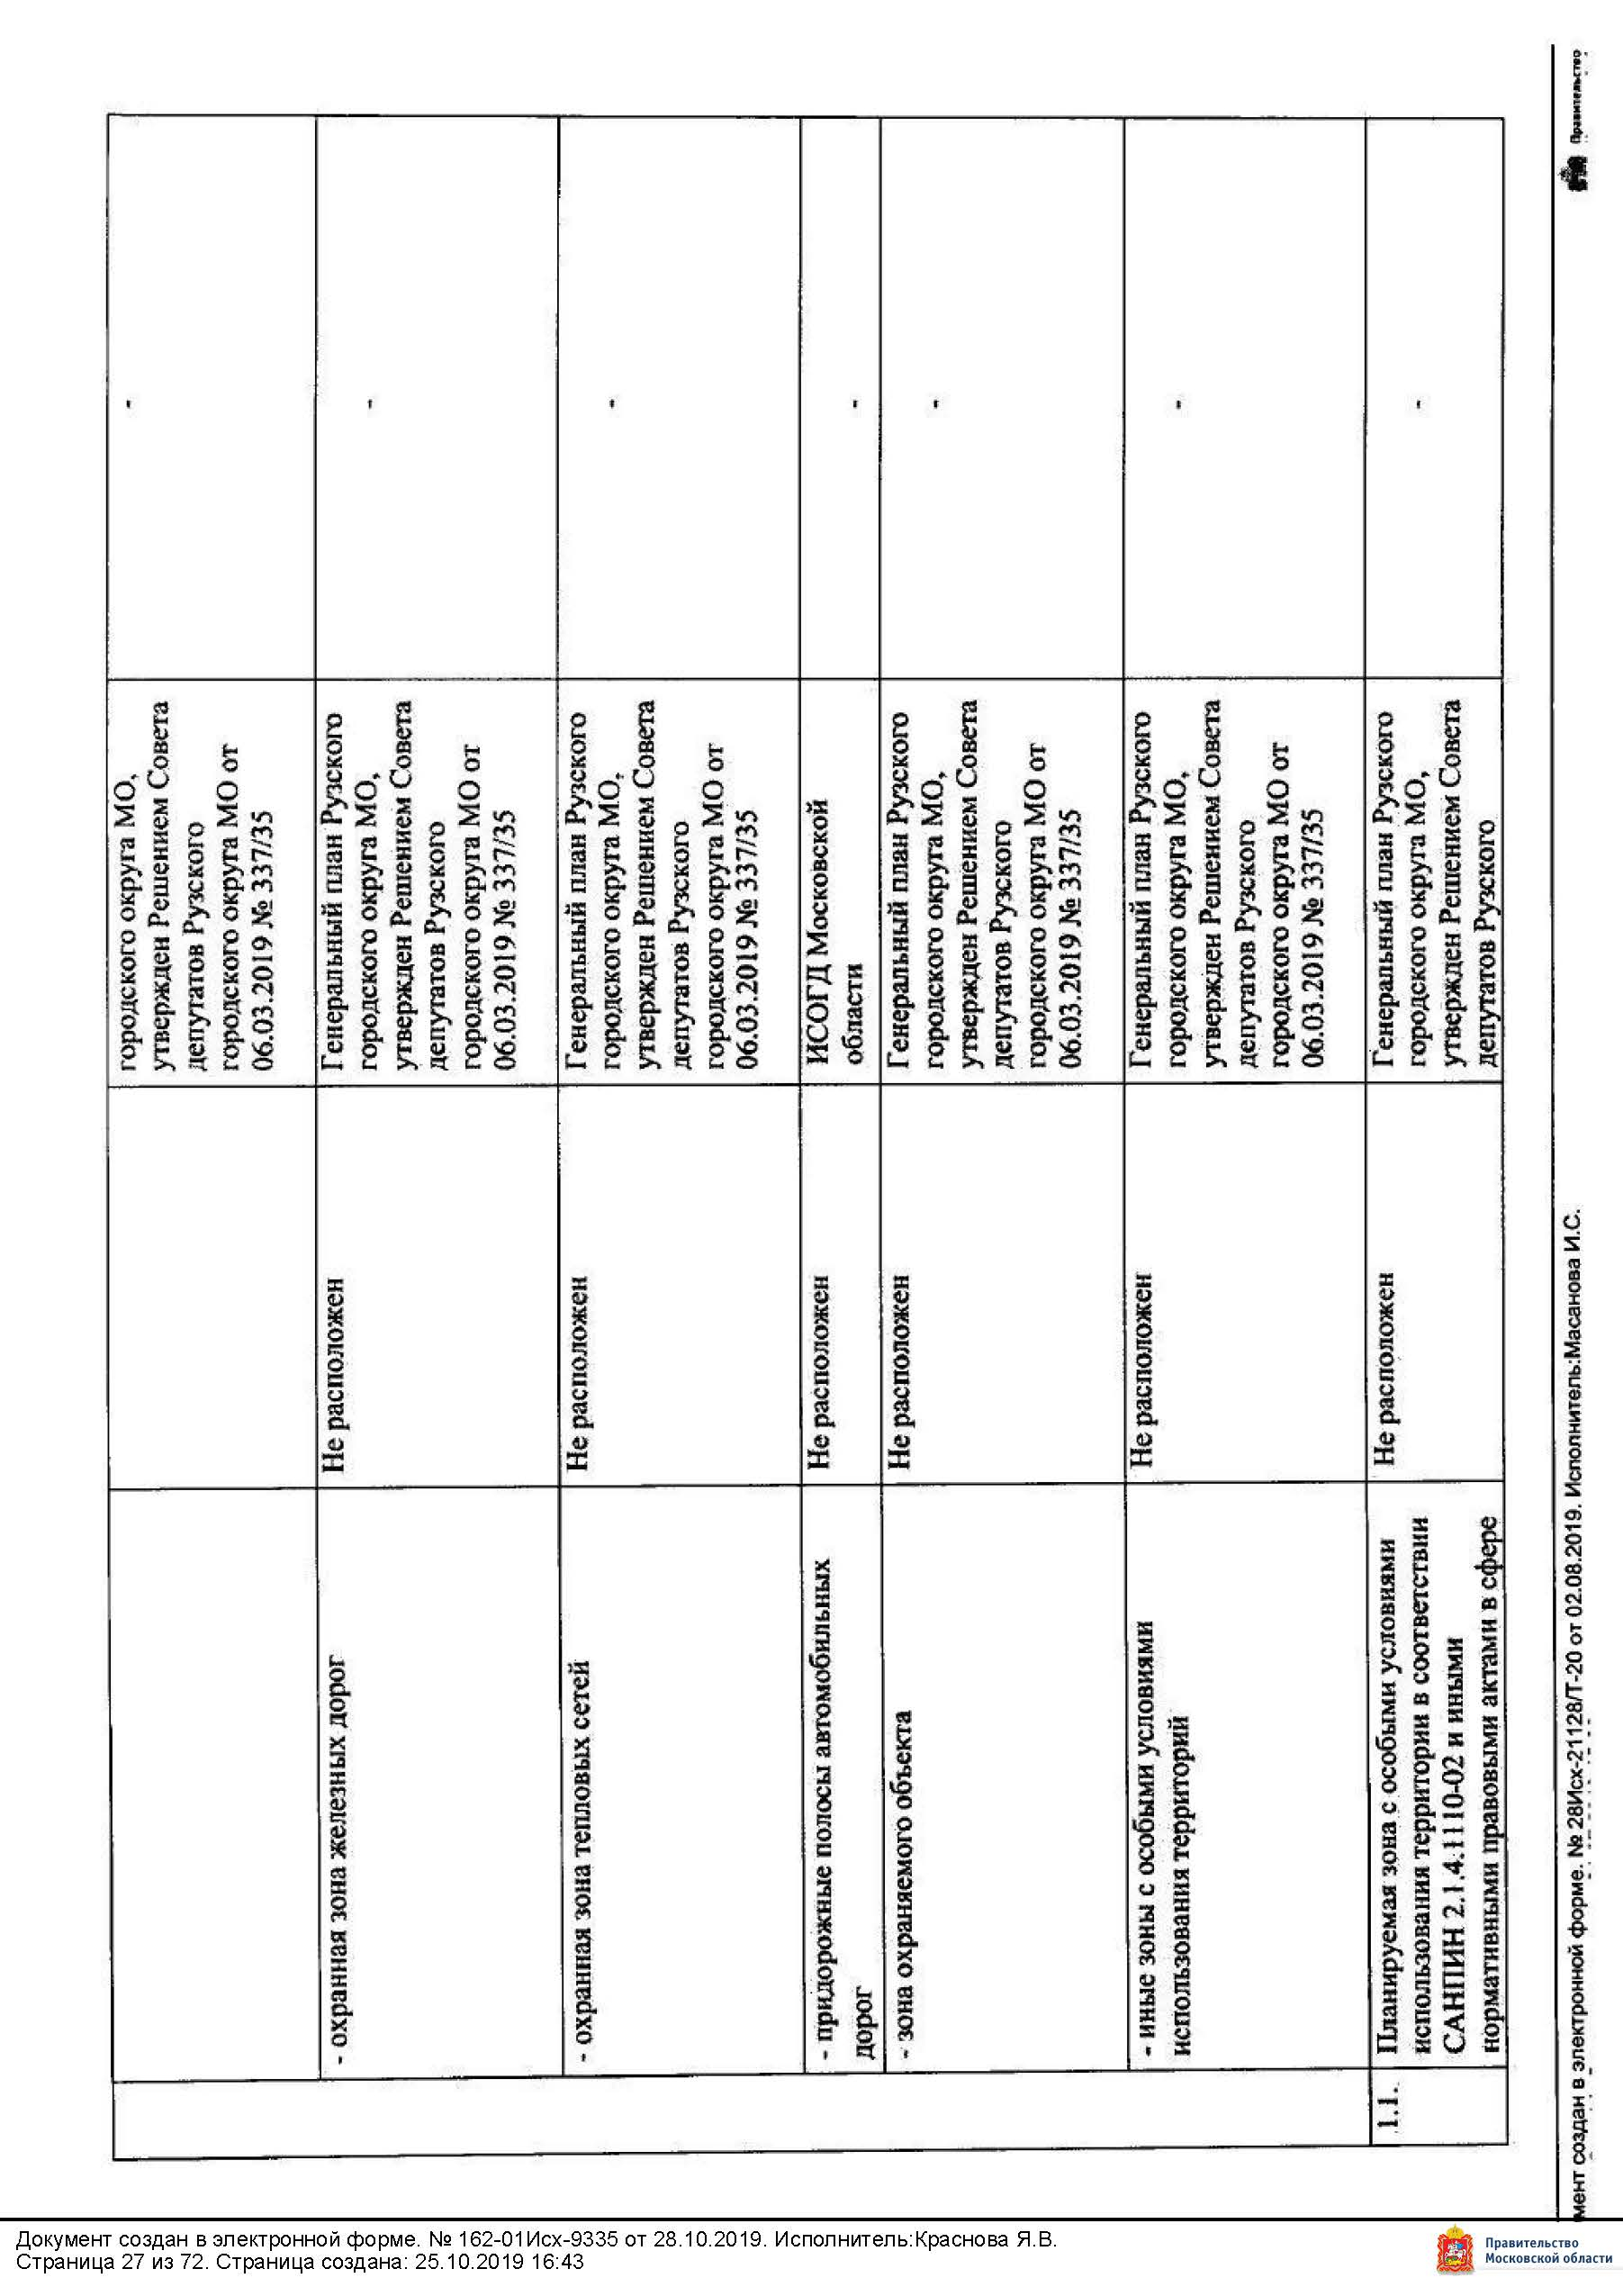 городского округа МО,
утвержден Решением Совета
депутатов Рузского
городского округа МО от
06.03.2019 № 337/35
-
- охранная зона железных дорог
Не расположен
Генеральный план Рузского
городского округа МО,
утвержден Решением Совета
депутатов Рузского
городского округа МО от
06.03.2019 № 337/35
-
- охранная зона тепловых сетей
Не расположен
Генеральный план Рузского
городского округа МО,
утвержден Решением Совета
депутатов Рузского
городского округа МО от
06.03.2019 № 337/35
-
- придорожные полосы автомобильных
дорог
Не расположен
ИСОГД Московской
области
-
- зона охраняемого объекта
Не расположен
Генеральный план Рузского
городского округа МО,
утвержден Решением Совета
депутатов Рузского
городского округа МО от
06.03.2019 № 337/35
-
- иные зоны с особыми условиями
использования территорий
Не расположен
Генеральный план Рузского
городского округа МО,
утвержден Решением Совета
депутатов Рузского
городского округа МО от
06.03.2019 № 337/35
-
1.1.
Планируемая зона с особыми условиями
использования территории в соответствии
САНПИН 2.1.4.1110-02 и иными
нормативными правовыми актами в сфере
Не расположен
Генеральный план Рузского
городского округа МО,
утвержден Решением Совета
депутатов Рузского
-
мент создан в электронной форме. № 28Исх-21128/Т-20 от 02.08.2019. Исполнитель:Масанова И.С.
Правительство
Документ создан в электронной форме. № 162-01Исх-9335 от 28.10.2019. Исполнитель:Краснова Я.В.
Страница 27 из 72. Страница создана: 25.10.2019 16:43
Правительство
Московской области